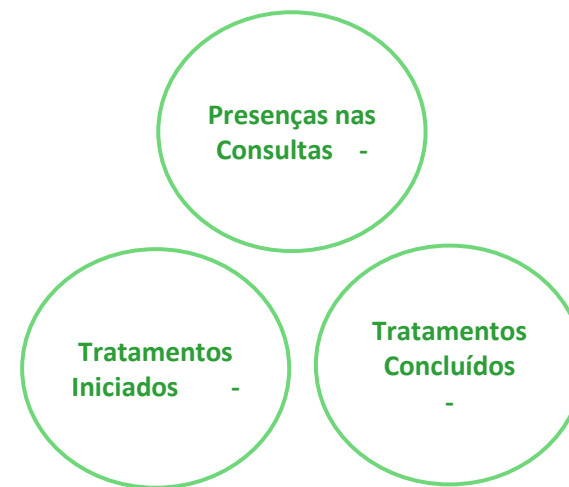 Presenças nas
Consultas -
Tratamentos
Iniciados -
Tratamentos
Concluídos
-